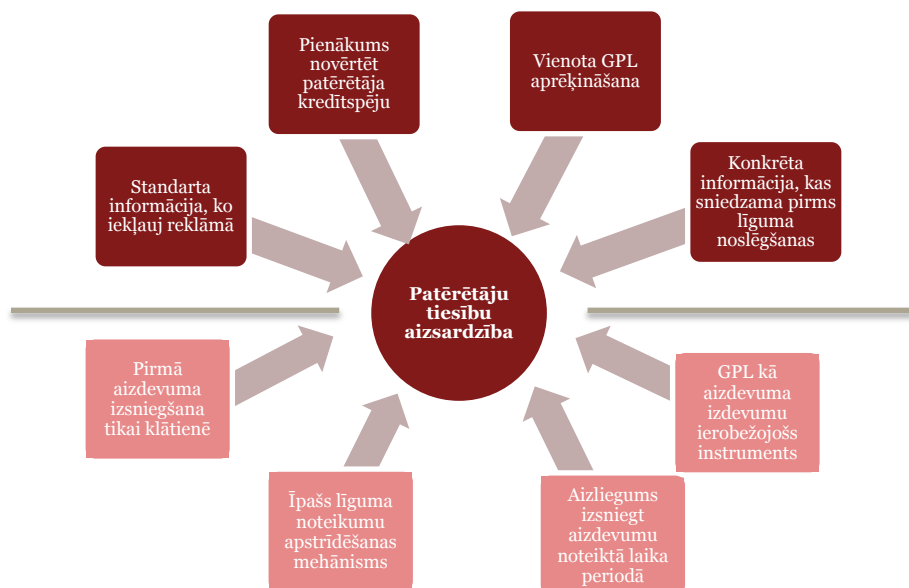 Pienākums
novērtēt
patērētāja
kredītspēju
Vienota GPL
aprēķināšana
Standarta
informācija, ko
iekļauj reklāmā
Konkrēta
informācija, kas
sniedzama pirms
līguma
noslēgšanas
Patērētāju
tiesību
aizsardzība
Pirmā
aizdevuma
izsniegšana
tikai klātienē
GPL kā
aizdevuma
izdevumu
ierobežojošs
instruments
Īpašs līguma
noteikumu
apstrīdēšanas
mehānisms
Aizliegums
izsniegt
aizdevumu
noteiktā laika
periodā